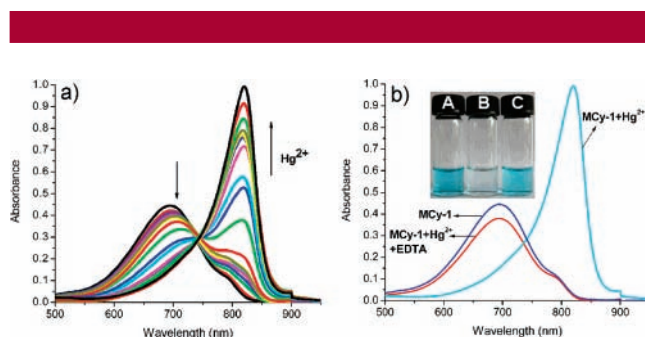 a)
1.0
0.9
0.8
0.7
0.6
0.5
0.4
0.3
0.2
0.1
0.0
Absorbance
Hg2+
500 600 700 800 900
Wavelength (nm)
b)
1.0
0.9
0.8
0.7
0.6
0.5
0.4
0.3
0.2
0.1
0.0
Absorbance
A B C
MCy-1+Hg2+
MCy-1
MCy-1+Hg2+
+EDTA
500 600 700 800 900
Wavelength (nm)